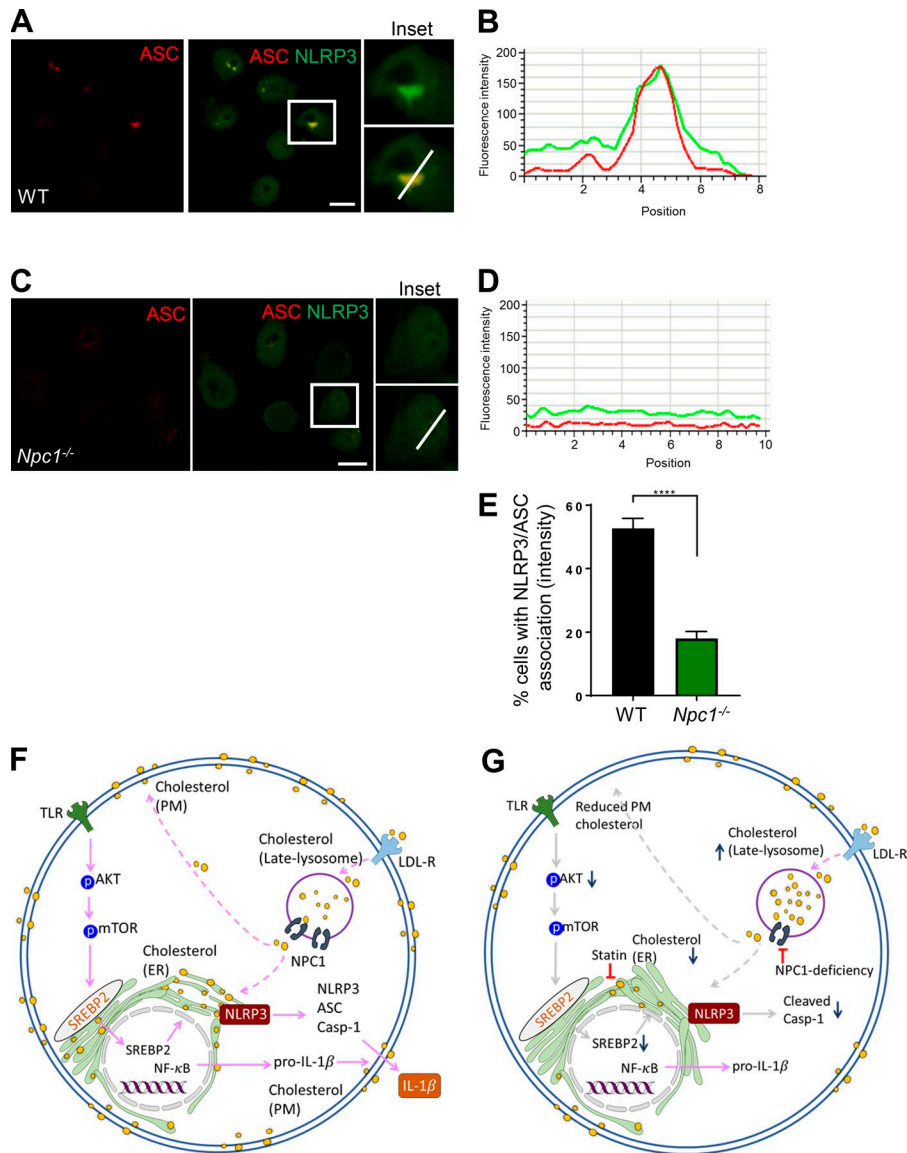 A
ASC
WT
ASC NLRP3
Inset
B
Fluorescence intensity
200
150
100
50
0
0
2
4
6
8
Position
C
ASC
Npc1-/-
ASC NLRP3
Inset
D
Fluorescence intensity
200
150
100
50
0
2
4
6
8
10
Position
E
% cells with NLRP3/ASC
association (intensity)
60
40
20
0
****
WT
Npc1-/-
F
TLR
Cholesterol
(PM)
Cholesterol
(Late-lysosome)
LDL-R
p AKT
p mTOR
NPC1
Cholesterol
(ER)
SREBP2
NLRP3
NLRP3
ASC
Casp-1
SREBP2
NF-κB
pro-IL-1β
Cholesterol
(PM)
IL-1β
G
TLR
Reduced PM
cholesterol
Cholesterol
(Late-lysosome)
LDL-R
p AKT
p mTOR
Statin
Cholesterol
(ER)
NPC1-deficiency
SREBP2
NLRP3
Cleaved
Casp-1
SREBP2
NF-κB
pro-IL-1β